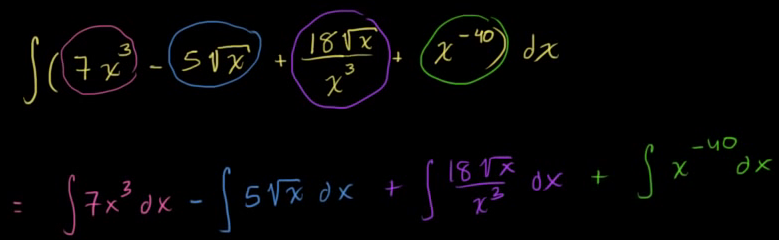 ∫(7x³ - 5√x + 18√x/x³ + x⁻⁴⁰) dx
= ∫7x³ dx - ∫5√x dx + ∫18√x/x³ dx + ∫x⁻⁴⁰ dx